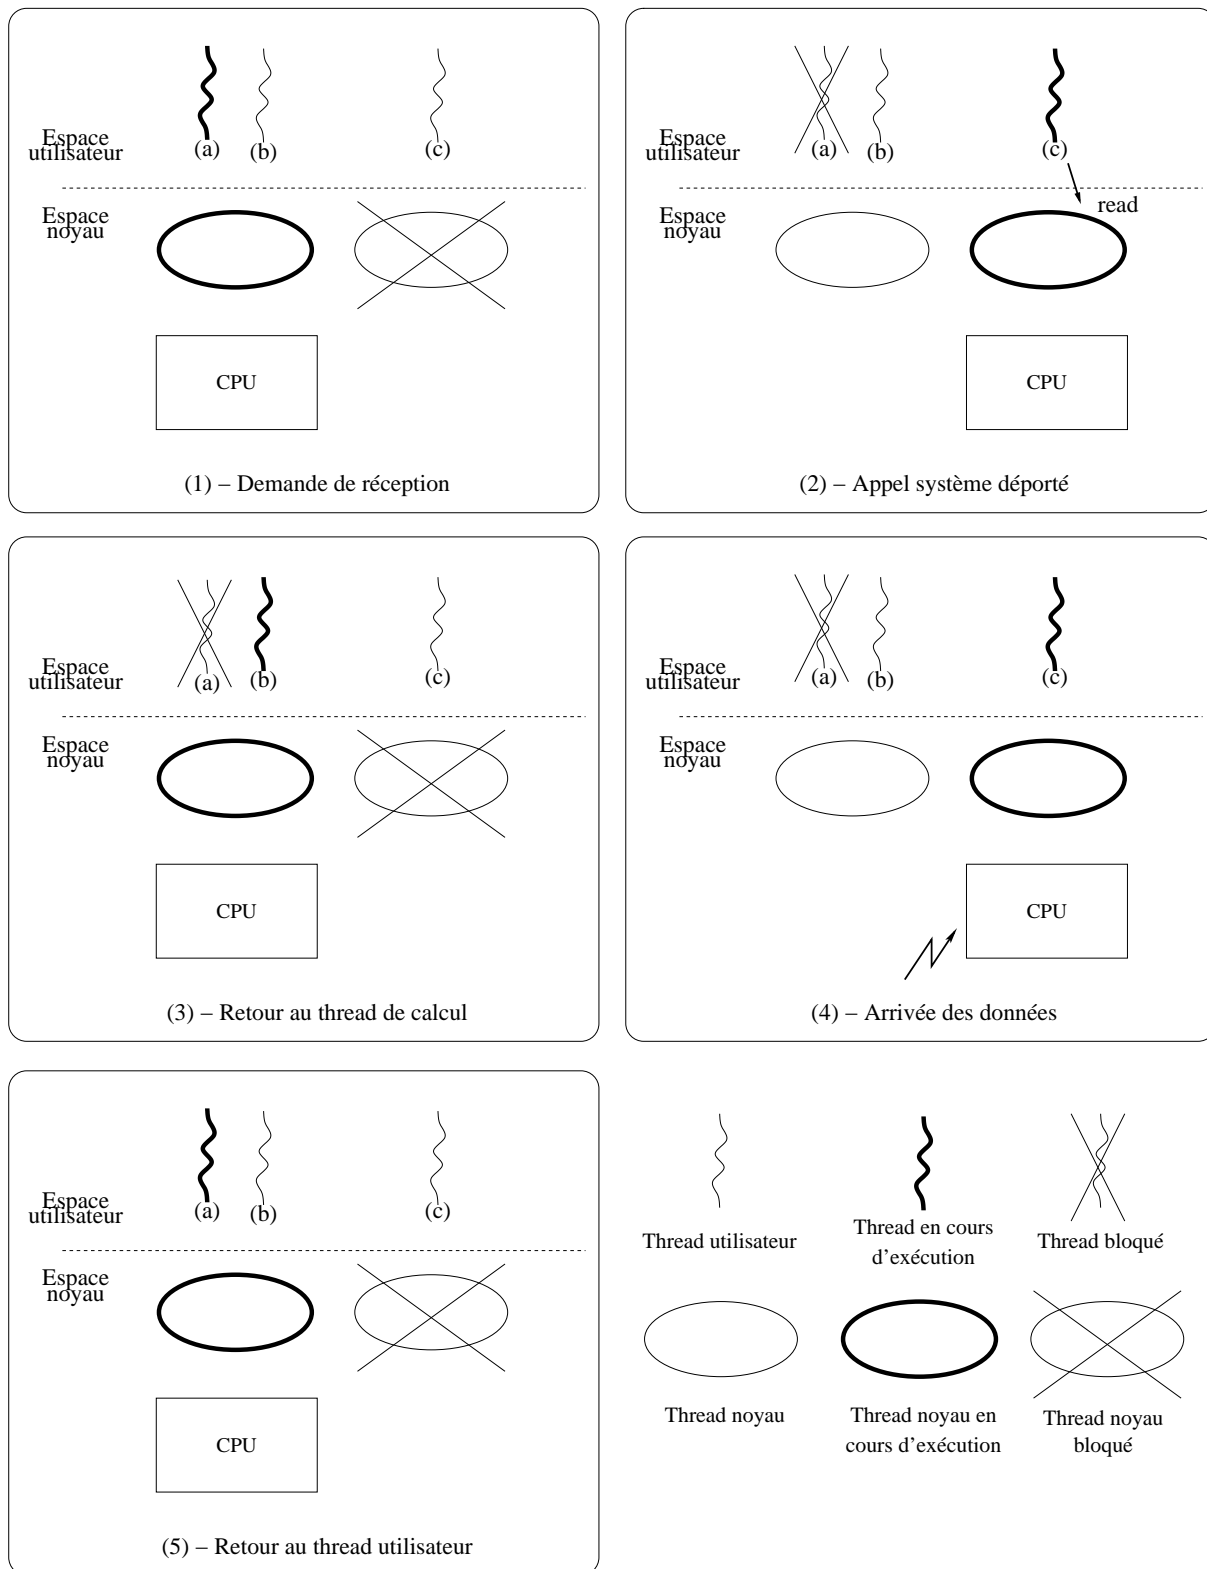 Espace
utilisateur
(a)
(b)
(c)
Espace
noyau
CPU
(1) – Demande de réception
Espace
utilisateur
(a)
(b)
(c)
read
Espace
noyau
CPU
(2) – Appel système déporté
Espace
utilisateur
(a)
(b)
(c)
Espace
noyau
CPU
(3) – Retour au thread de calcul
Espace
utilisateur
(a)
(b)
(c)
Espace
noyau
CPU
(4) – Arrivée des données
Espace
utilisateur
(a)
(b)
(c)
Espace
noyau
CPU
(5) – Retour au thread utilisateur
Thread utilisateur
Thread en cours
d'exécution
Thread bloqué
Thread noyau
Thread noyau en
cours d'exécution
Thread noyau
bloqué